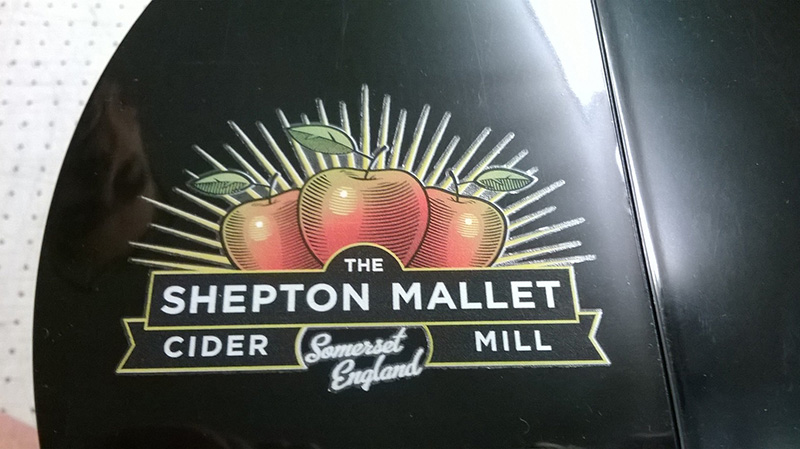 THE
SHEPTON MALLET
CIDER MILL
Somerset
England